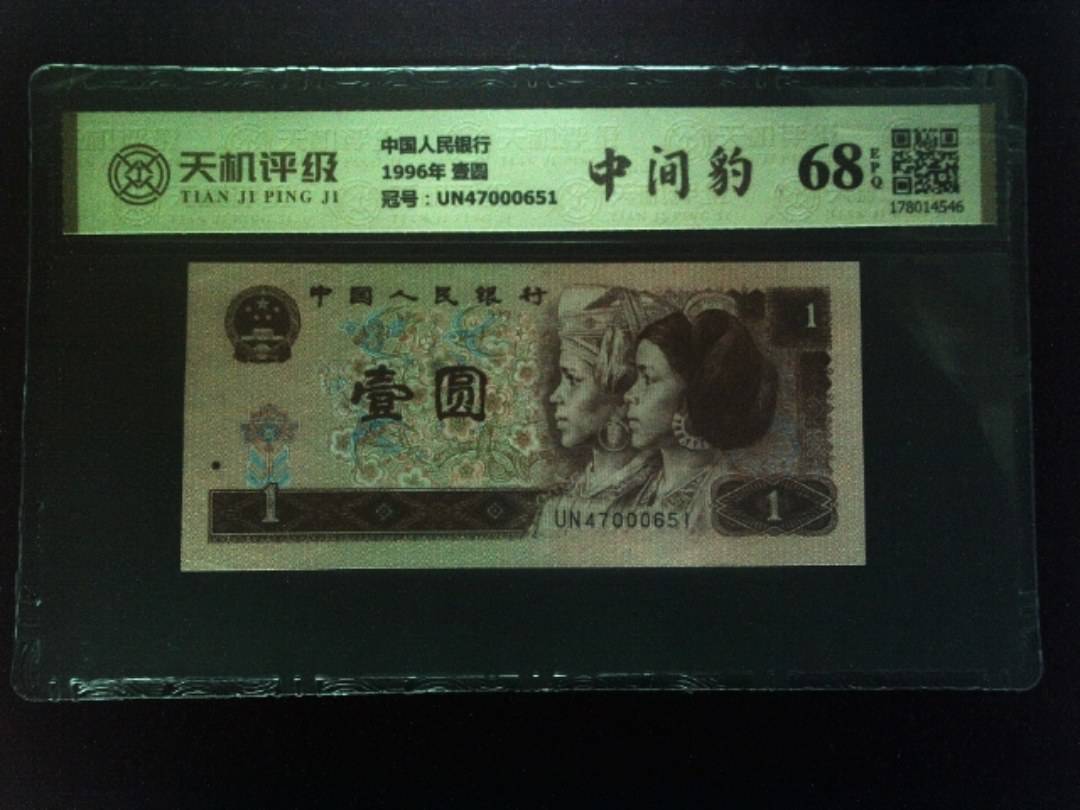 天机评级
TIAN JI PING JI
中国人民银行
1996年 壹圆
冠号：UN47000651
中间豹
68
EPQ
178014546
中国人民银行
1
壹圆
1
UN47000651
1